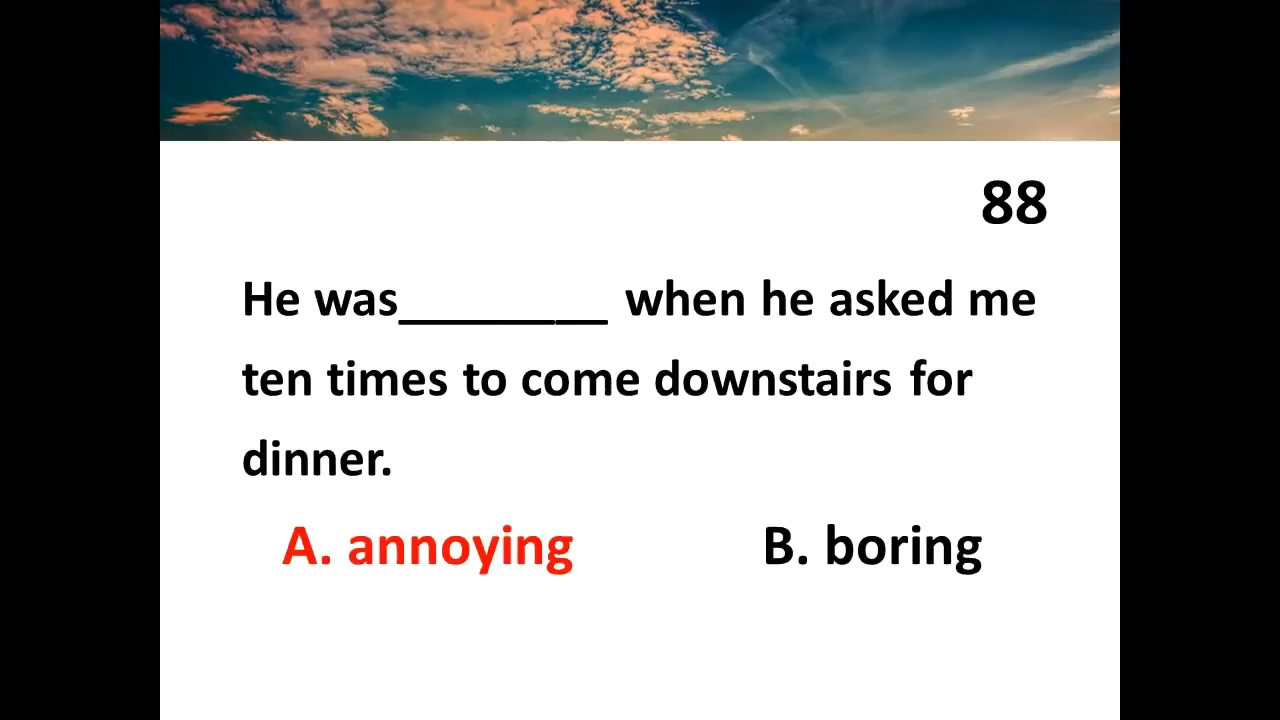 88
He was________ when he asked me
ten times to come downstairs for
dinner.
A. annoying B. boring